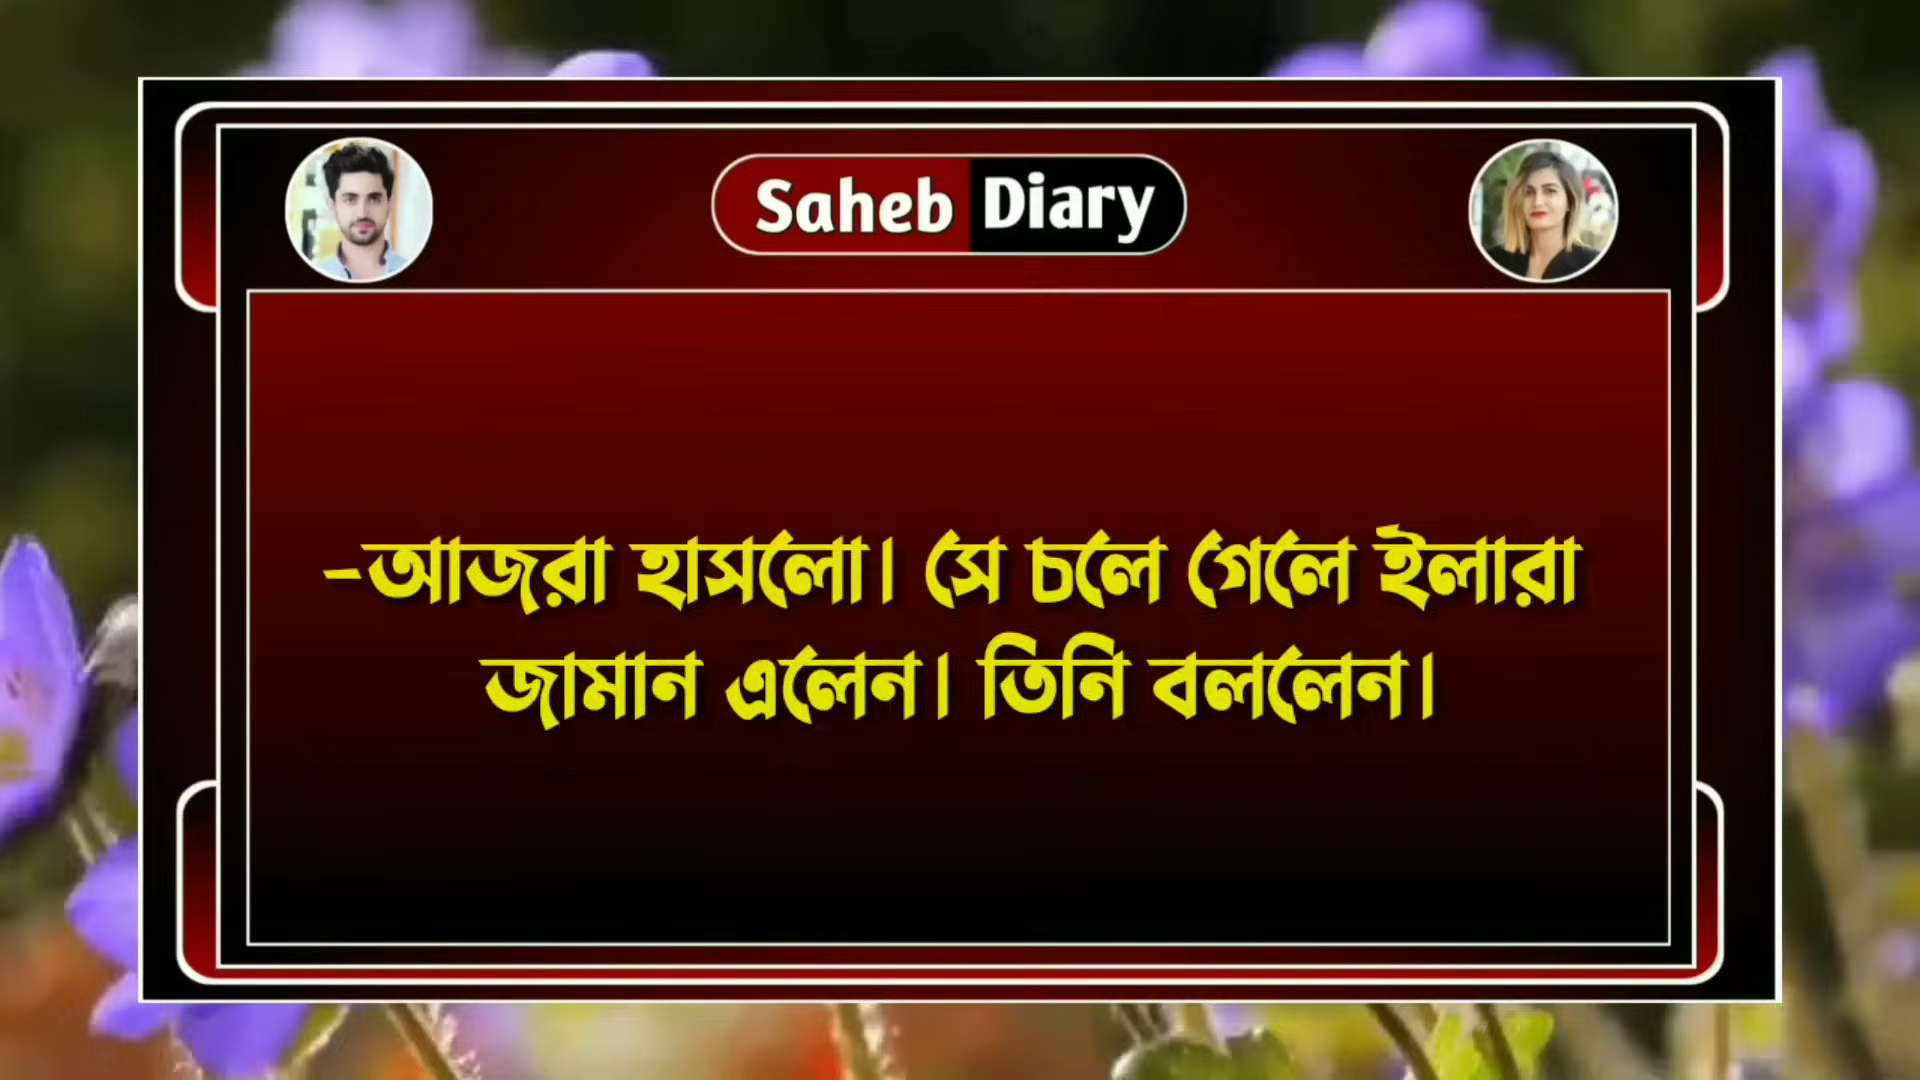 Saheb Diary
-আজরা হাসলো। সে চলে গেলে ইলারা
জামান এলেন। তিনি বললেন।